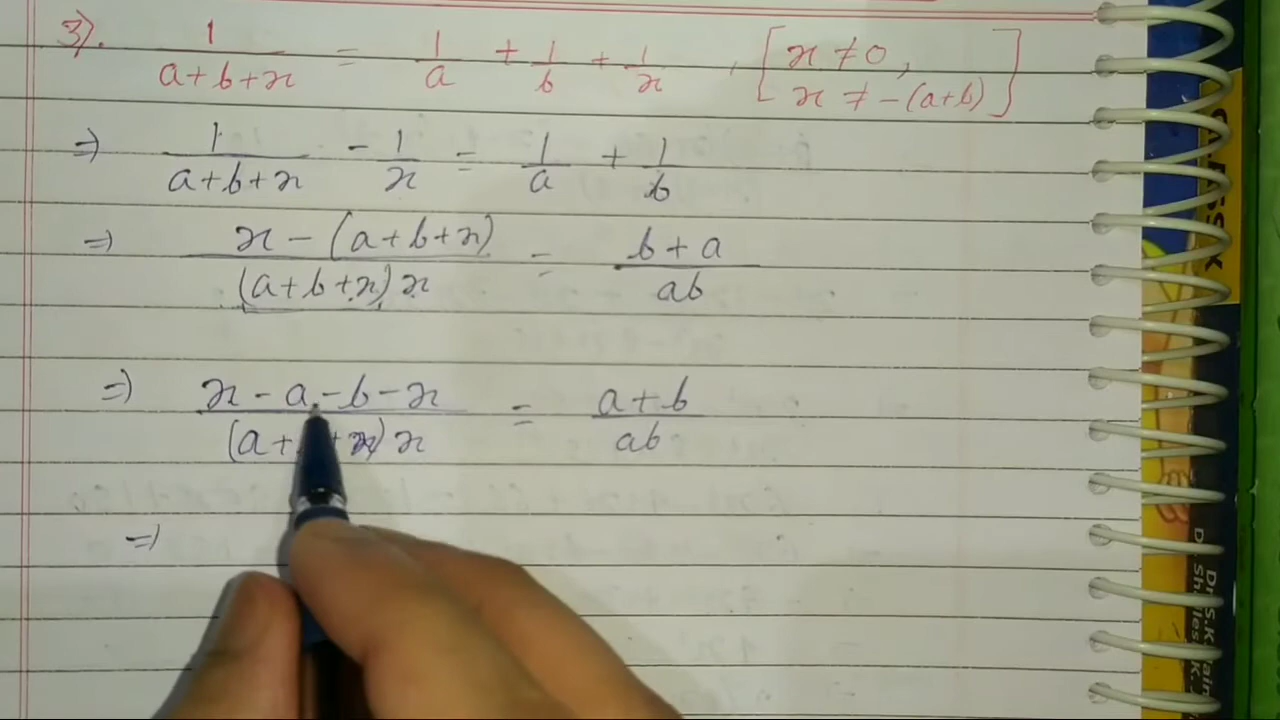 3). 1/(a+b+x) = 1/a + 1/b + 1/x , [x ≠ 0, x ≠ -(a+b)]
⇒ 1/(a+b+x) - 1/x = 1/a + 1/b
⇒ (x - (a+b+x))/((a+b+x)x) = (b+a)/(ab)
⇒ (x - a - b - x)/((a+ +x)x) = (a+b)/(ab)
⇒